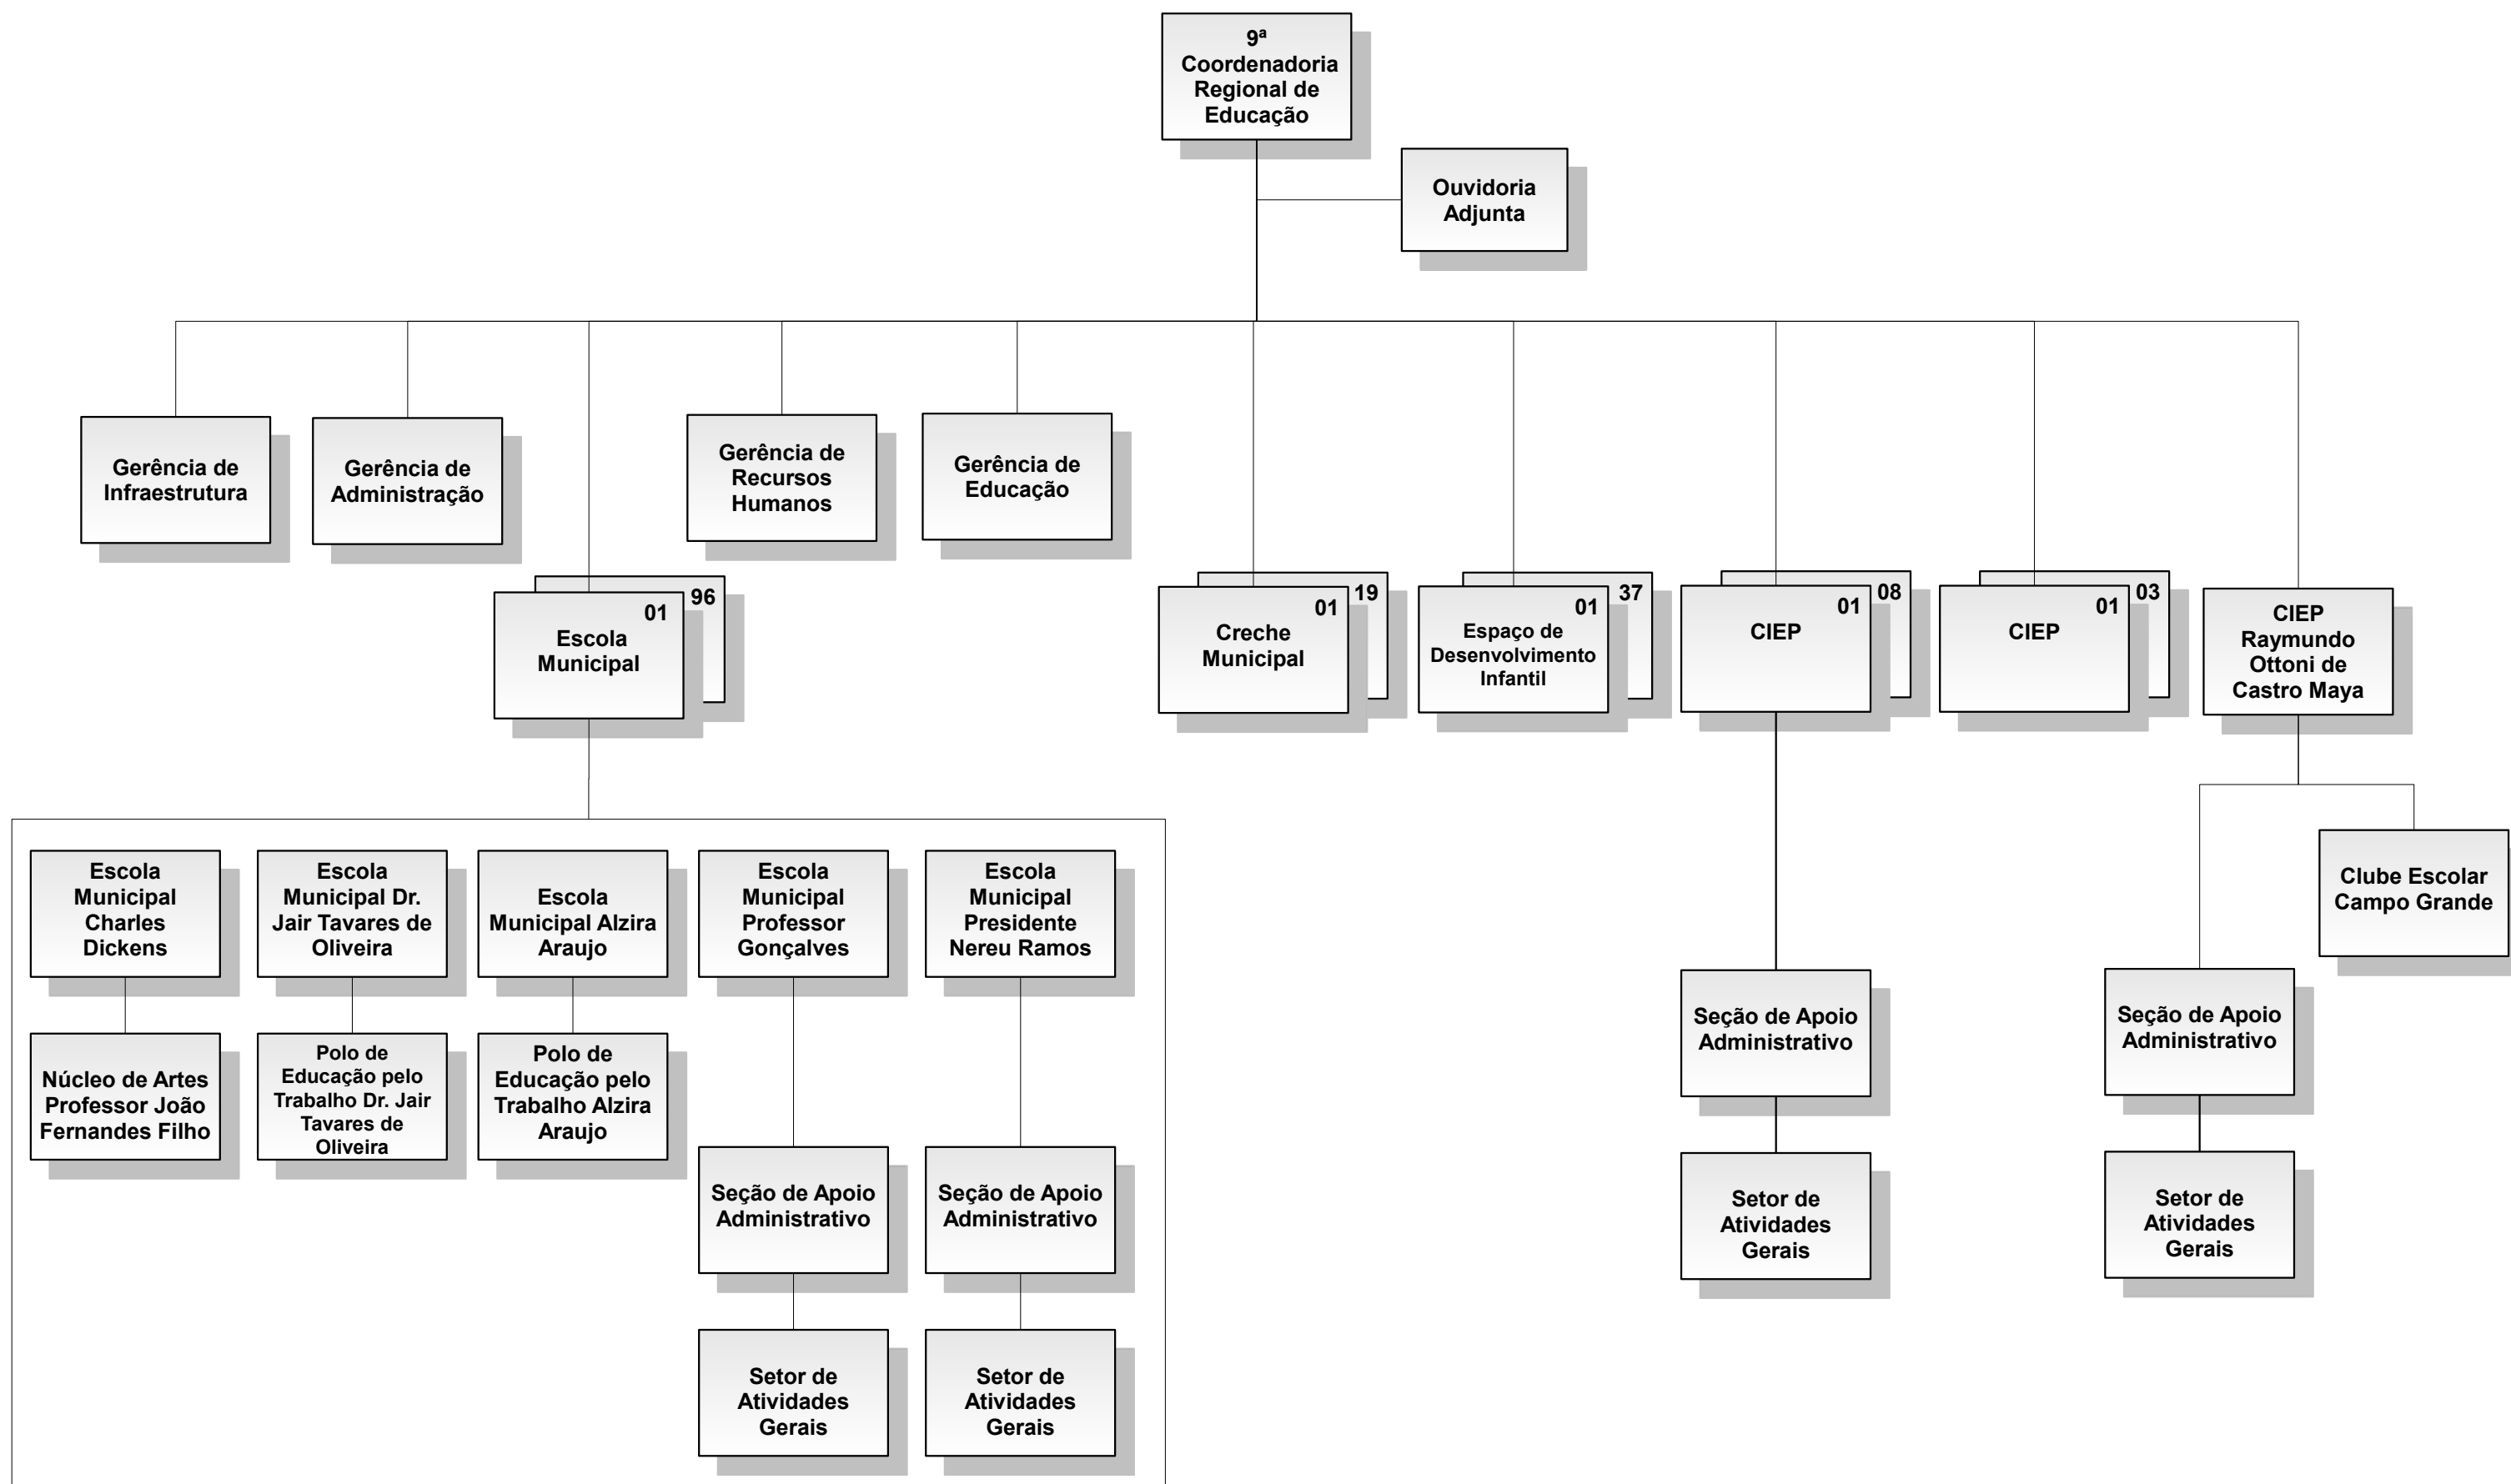 9ª
Coordenadoria
Regional de
Educação
Ouvidoria
Adjunta
Gerência de
Infraestrutura
Gerência de
Administração
Gerência de
Recursos
Humanos
Gerência de
Educação
96
01
Escola
Municipal
19
01
Creche
Municipal
37
01
Espaço de
Desenvolvimento
Infantil
08
01
CIEP
03
01
CIEP
CIEP
Raymundo
Ottoni de
Castro Maya
Escola
Municipal
Charles
Dickens
Escola
Municipal Dr.
Jair Tavares de
Oliveira
Escola
Municipal Alzira
Araujo
Escola
Municipal
Professor
Gonçalves
Escola
Municipal
Presidente
Nereu Ramos
Clube Escolar
Campo Grande
Núcleo de Artes
Professor João
Fernandes Filho
Polo de
Educação pelo
Trabalho Dr. Jair
Tavares de
Oliveira
Polo de
Educação pelo
Trabalho Alzira
Araujo
Seção de Apoio
Administrativo
Seção de Apoio
Administrativo
Seção de Apoio
Administrativo
Seção de Apoio
Administrativo
Setor de
Atividades
Gerais
Setor de
Atividades
Gerais
Setor de
Atividades
Gerais
Setor de
Atividades
Gerais